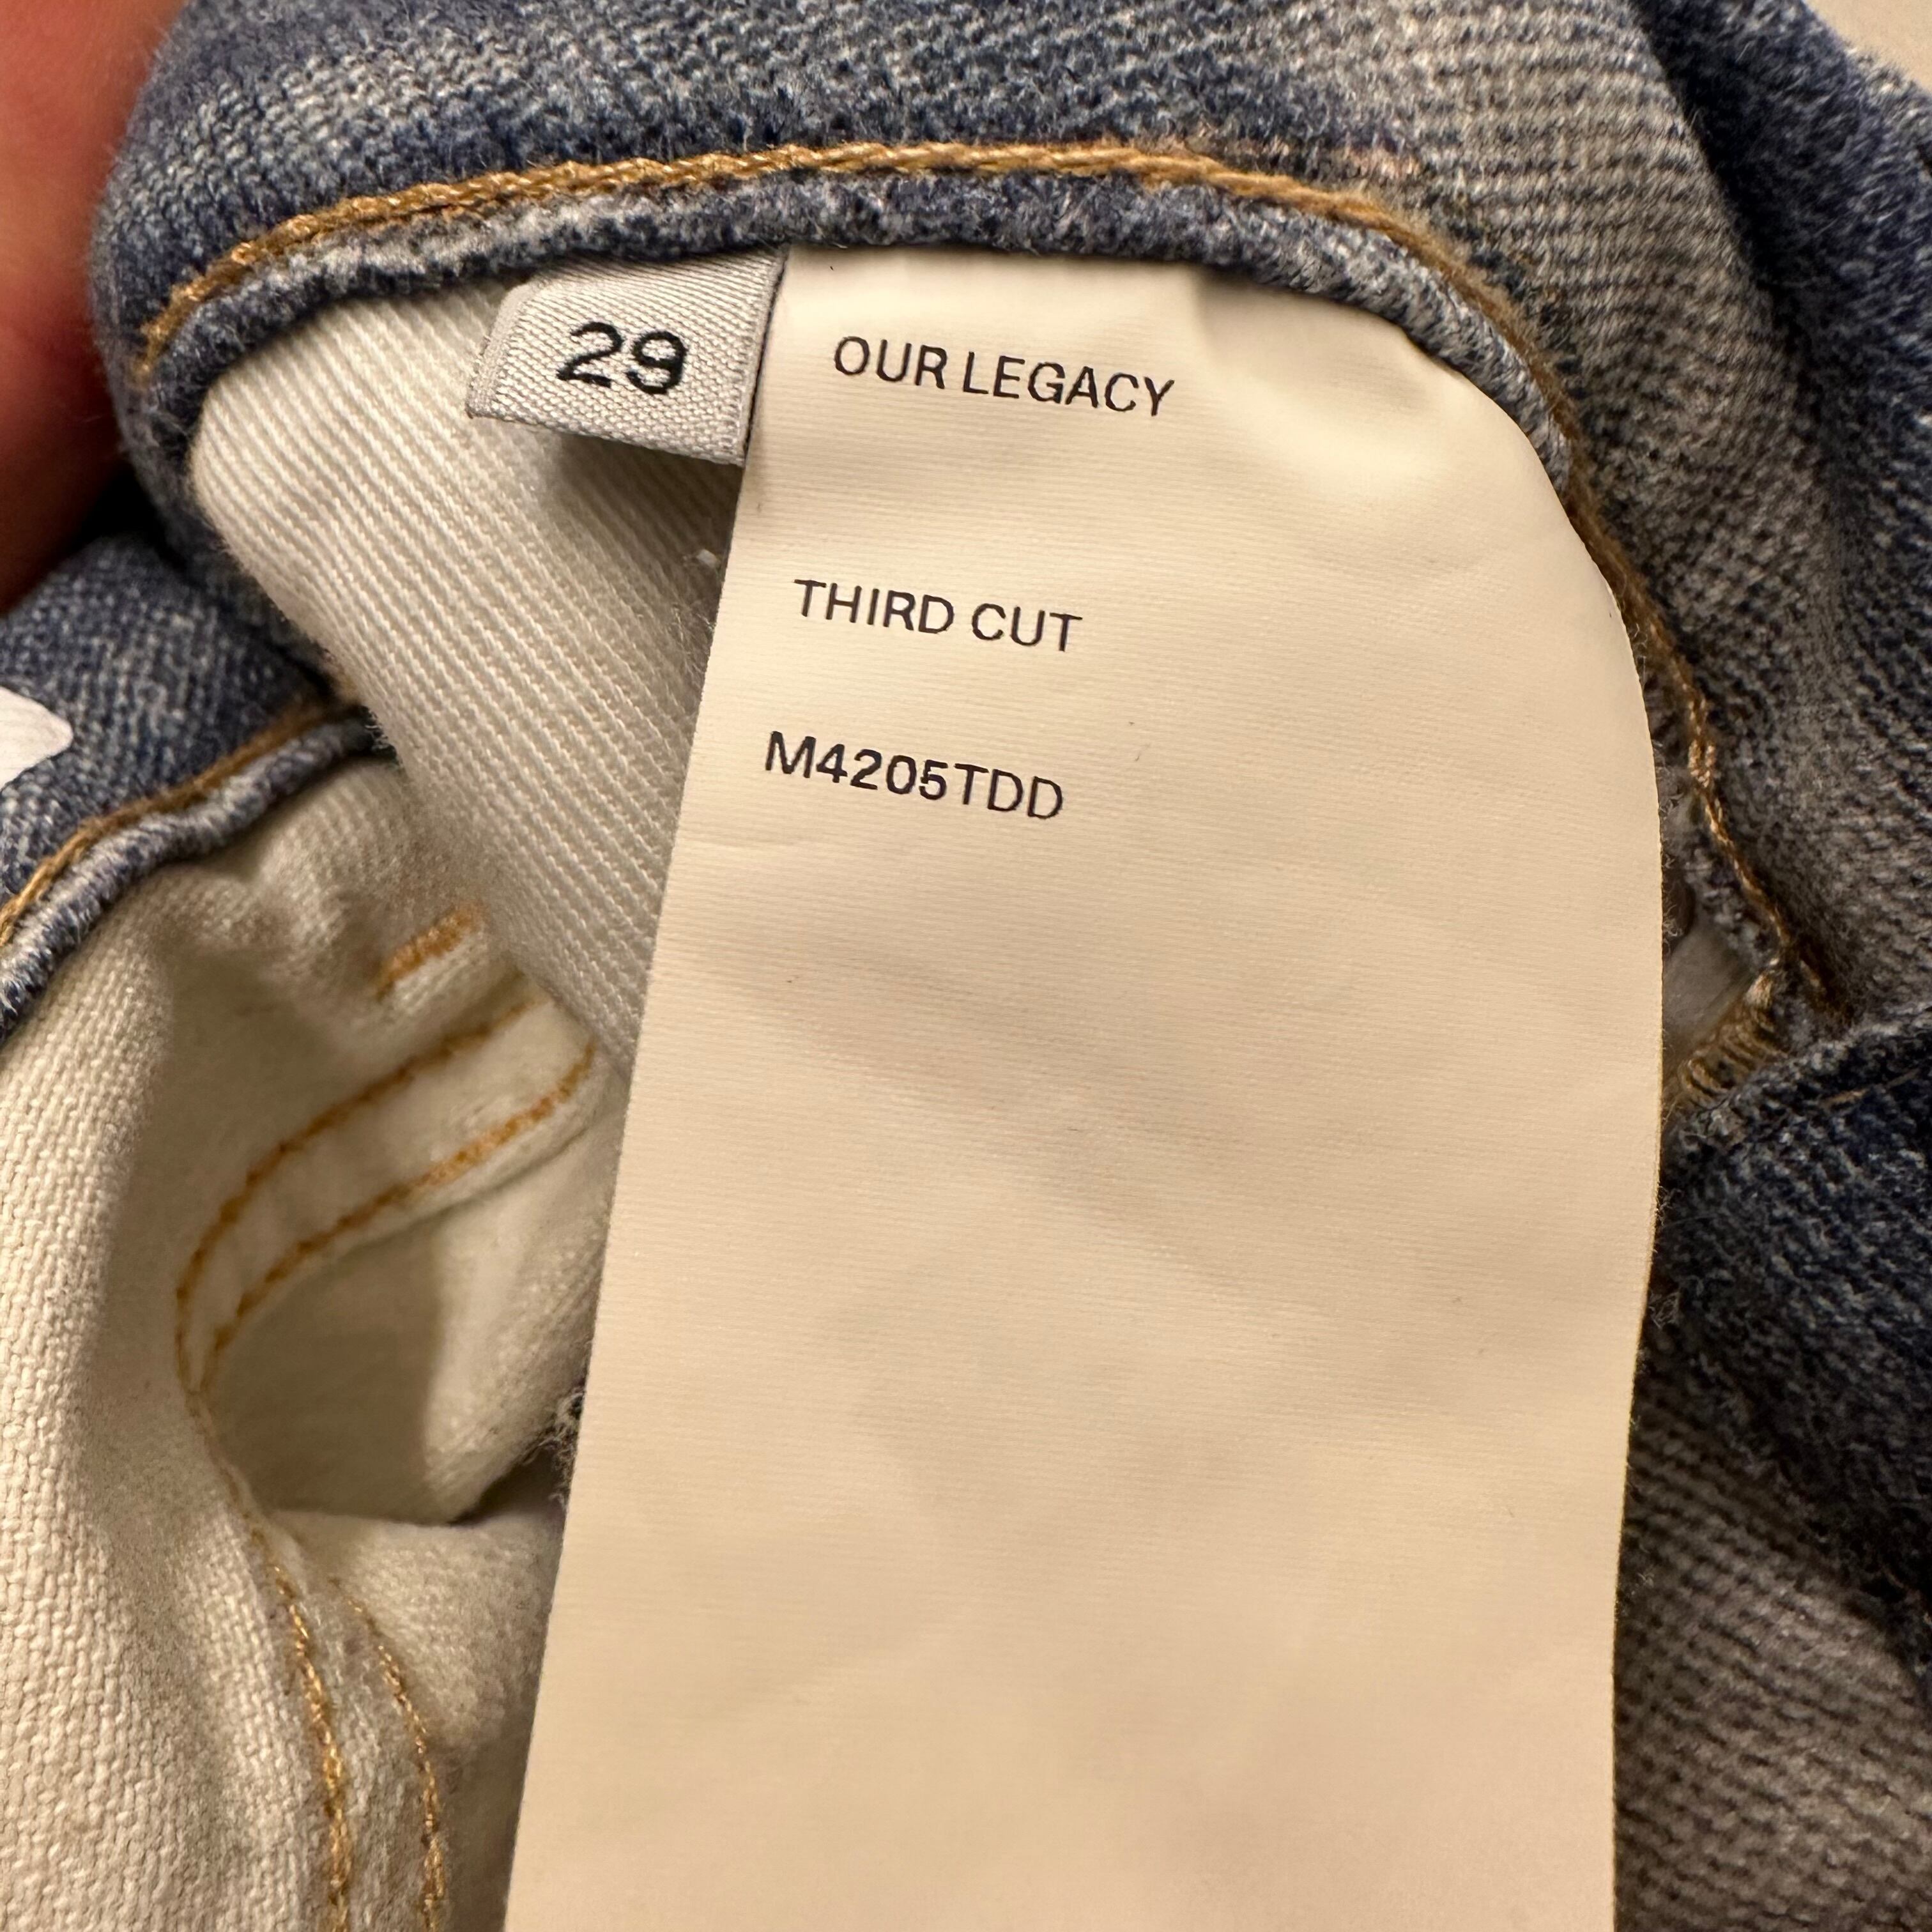 29
OUR LEGACY
THIRD CUT
M4205TDD